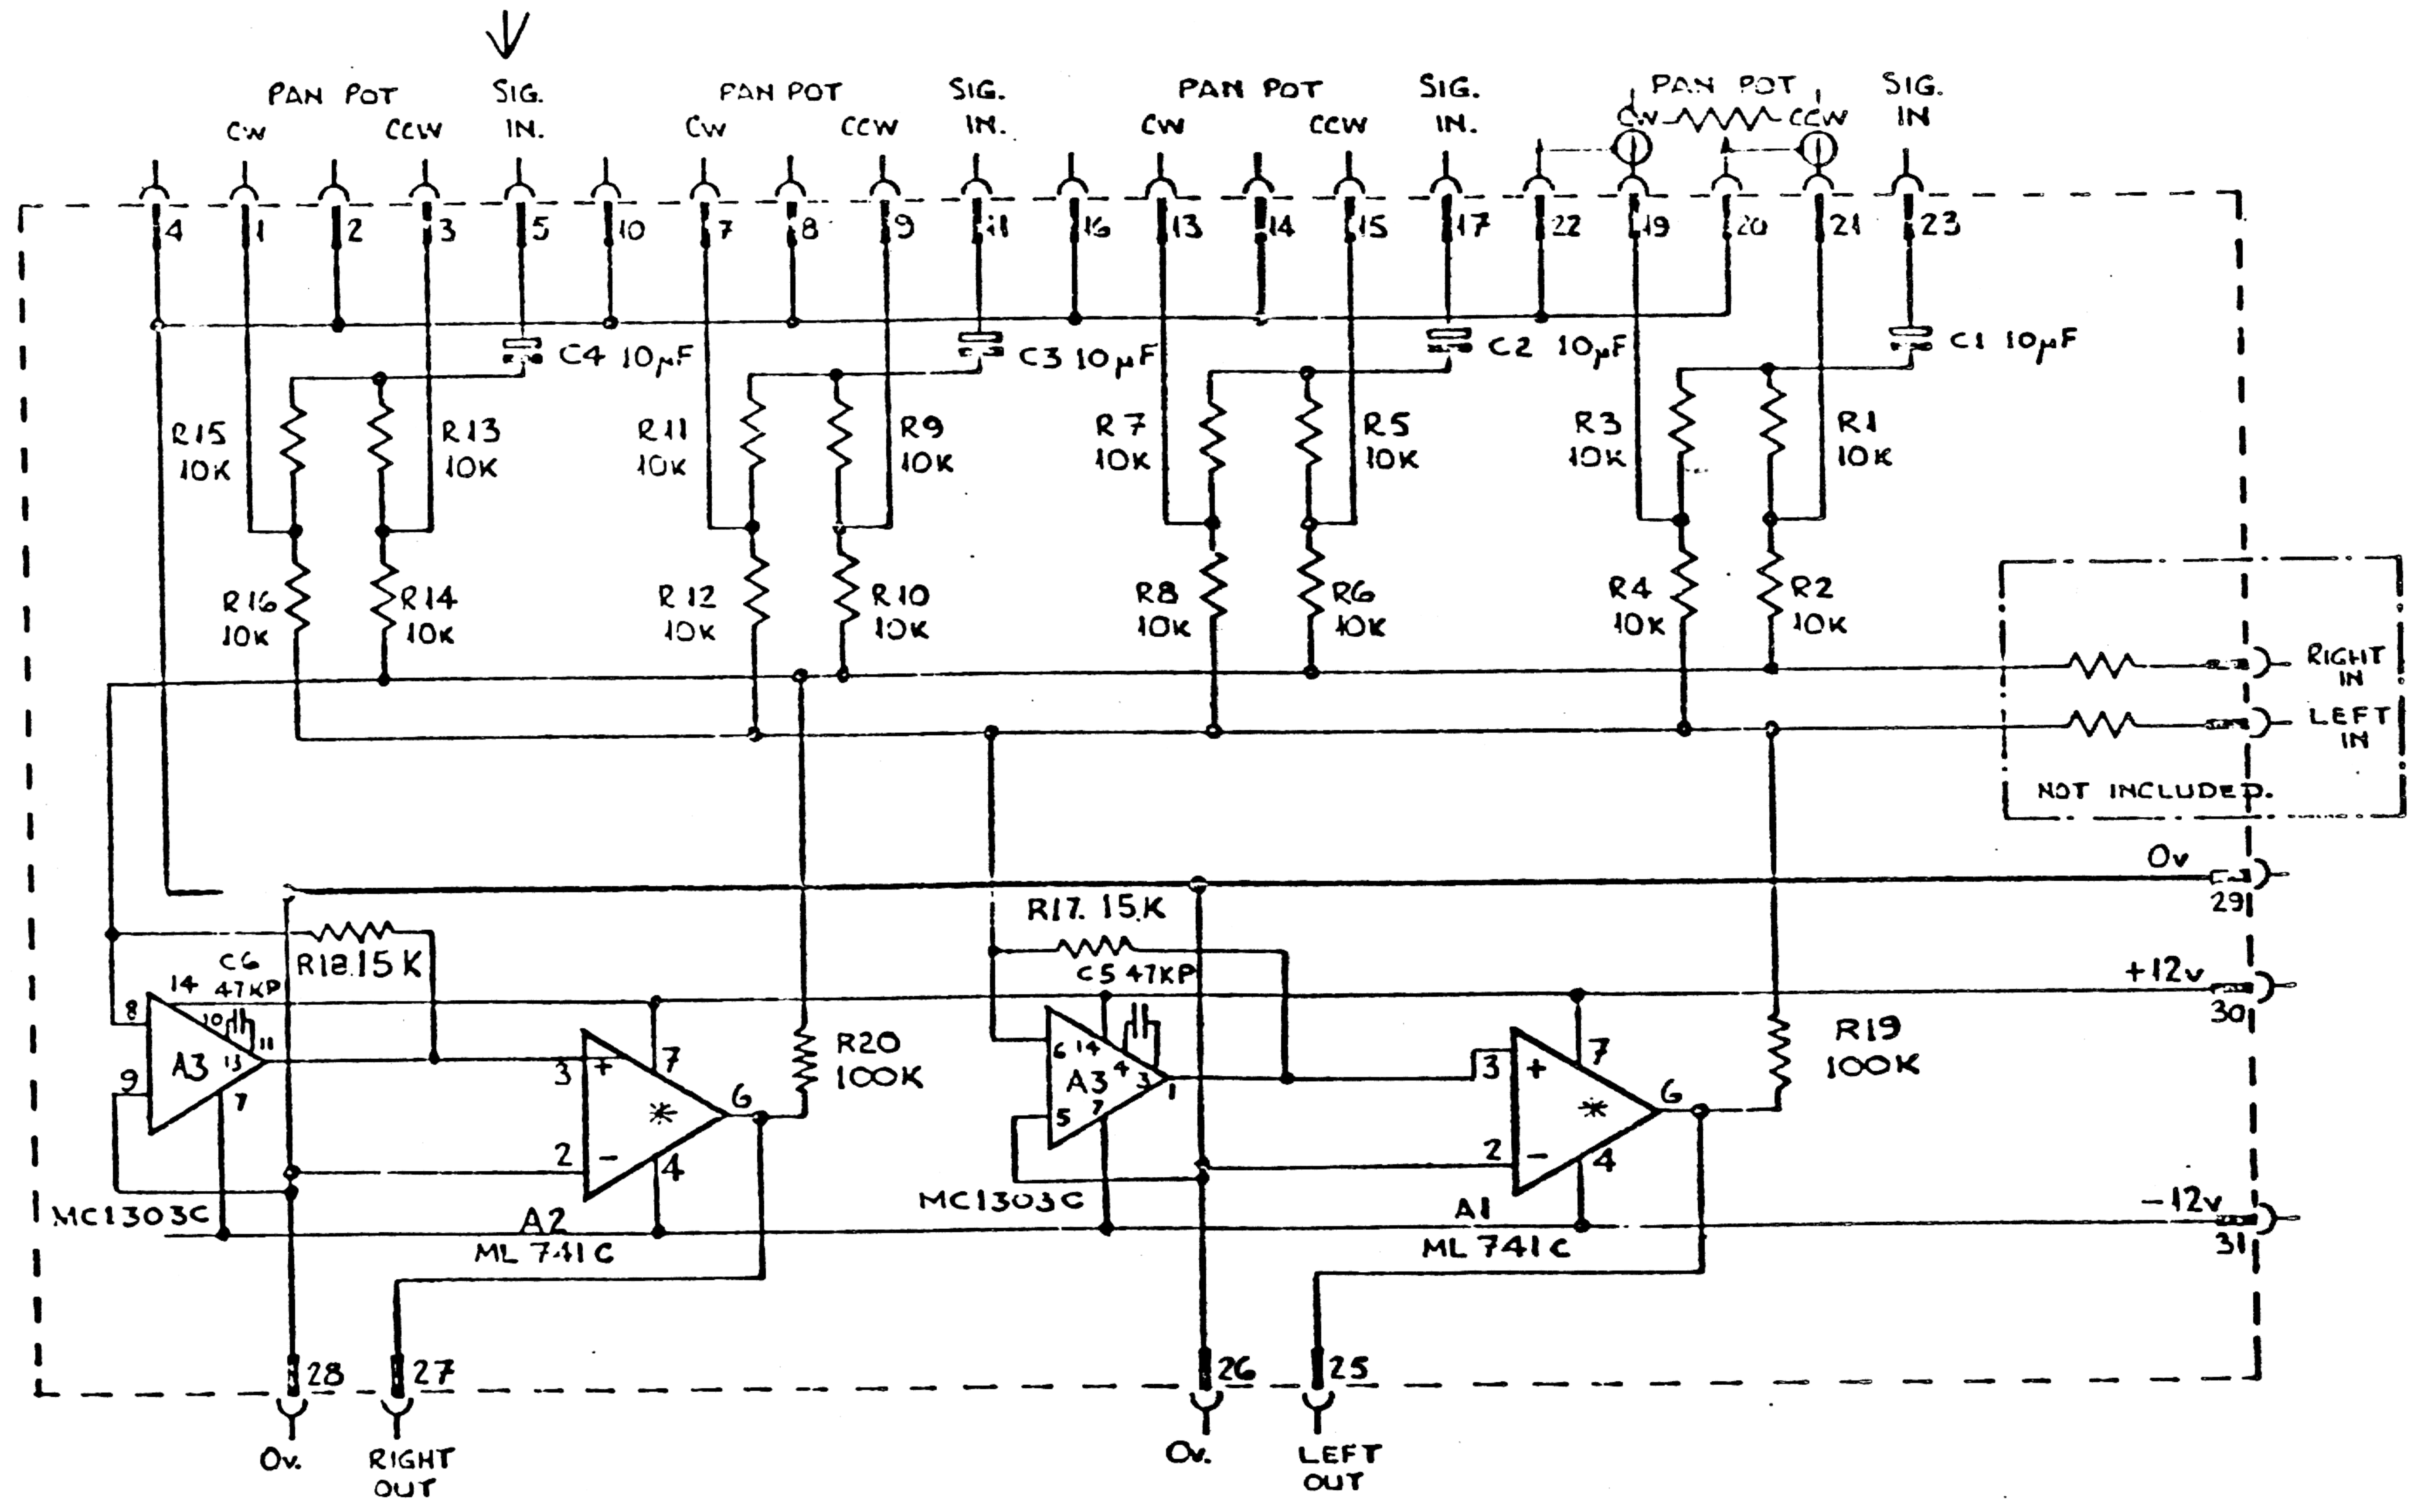 PAN POT
SIG.
PAN POT
SIG.
PAN POT
SIG.
PAN POT
SIG.
CW
CCW
IN.
CW
CCW
IN.
CW
CCW
IN.
CW
CCW
IN
4
1
2
3
5
10
7
8
9
11
16
13
14
15
17
22
19
20
21
23
C4 10µF
C3 10µF
C2 10µF
C1 10µF
R15
10K
R13
10K
R11
10K
R9
10K
R7
10K
R5
10K
R3
10K
R1
10K
R16
10K
R14
10K
R12
10K
R10
10K
R8
10K
R6
10K
R4
10K
R2
10K
RIGHT
IN
LEFT
IN
NOT INCLUDED.
0v
29
R17. 15K
R18.15K
C6
47KP
C5 47KP
+12v
30
14
8
10
11
13
9
A3
7
3
+
7
*
6
2
-
4
R20
100K
6
14
4
3
1
A3
5
7
3
+
7
*
6
2
-
4
R19
100K
MC1303C
A2
ML 741C
MC1303C
A1
ML 741C
-12v
31
28
27
26
25
0v.
RIGHT
OUT
0v.
LEFT
OUT